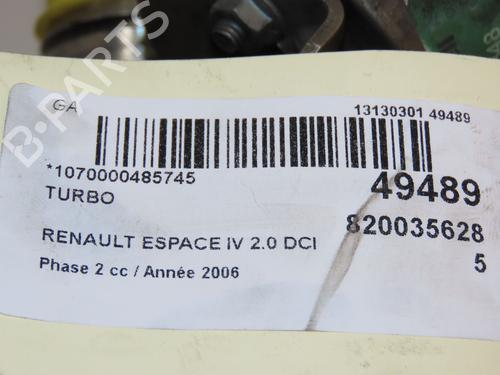 GA
13130301 49489
*1070000485745
49489
TURBO
820035628
5
RENAULT ESPACE IV 2.0 DCI
Phase 2 cc / Année 2006
B-PARTS